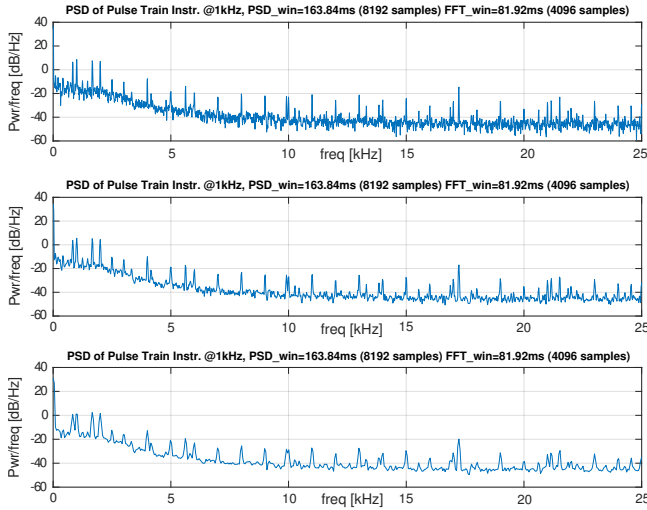 PSD of Pulse Train Instr. @1kHz, PSD_win=163.84ms (8192 samples) FFT_win=81.92ms (4096 samples)
Pwr/freq [dB/Hz]
40
20
0
-20
-40
-60
0 5 10 15 20 25
freq [kHz]
PSD of Pulse Train Instr. @1kHz, PSD_win=163.84ms (8192 samples) FFT_win=81.92ms (4096 samples)
Pwr/freq [dB/Hz]
40
20
0
-20
-40
-60
0 5 10 15 20 25
freq [kHz]
PSD of Pulse Train Instr. @1kHz, PSD_win=163.84ms (8192 samples) FFT_win=81.92ms (4096 samples)
Pwr/freq [dB/Hz]
40
20
0
-20
-40
-60
0 5 10 15 20 25
freq [kHz]